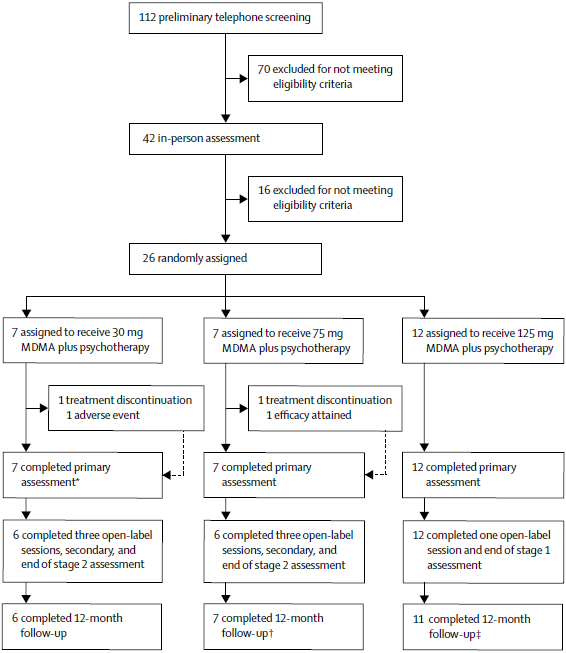 112 preliminary telephone screening
70 excluded for not meeting
eligibility criteria
42 in-person assessment
16 excluded for not meeting
eligibility criteria
26 randomly assigned
7 assigned to receive 30 mg
MDMA plus psychotherapy
7 assigned to receive 75 mg
MDMA plus psychotherapy
12 assigned to receive 125 mg
MDMA plus psychotherapy
1 treatment discontinuation
1 adverse event
1 treatment discontinuation
1 efficacy attained
7 completed primary
assessment*
7 completed primary
assessment
12 completed primary
assessment
6 completed three open-label
sessions, secondary, and
end of stage 2 assessment
6 completed three open-label
sessions, secondary, and
end of stage 2 assessment
12 completed one open-label
session and end of stage 1
assessment
6 completed 12-month
follow-up
7 completed 12-month
follow-up†
11 completed 12-month
follow-up‡